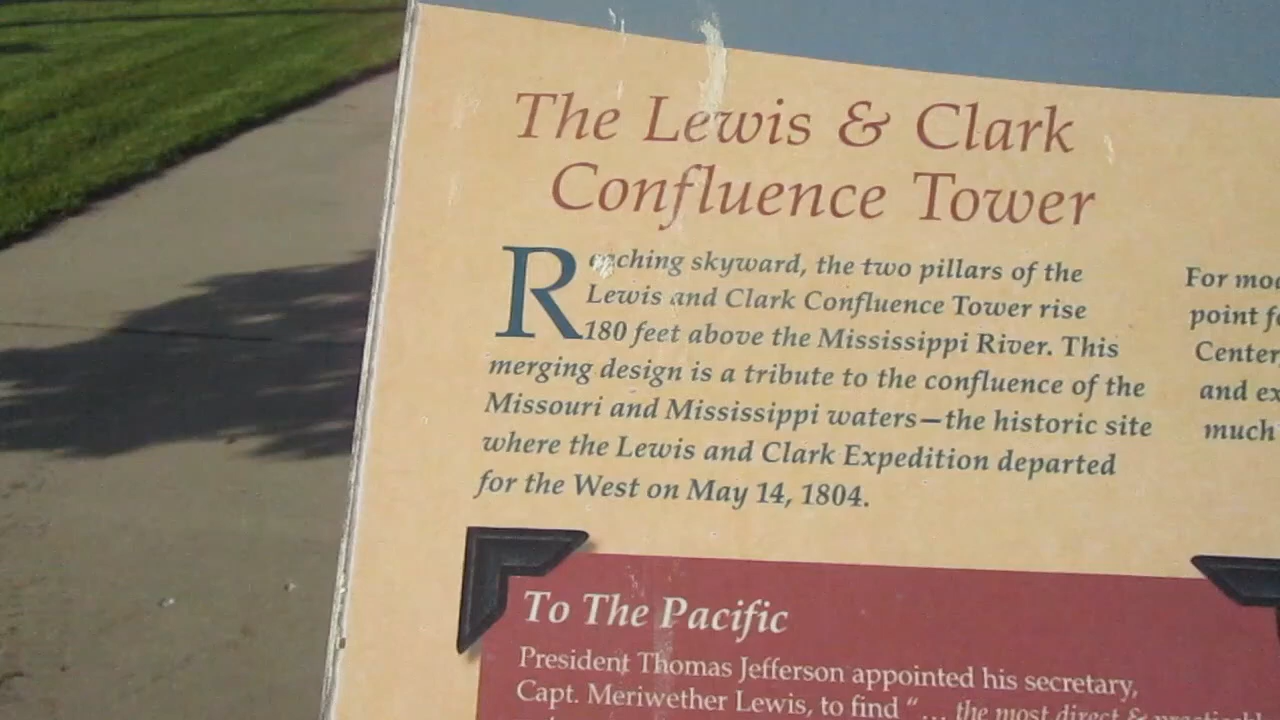 The Lewis & Clark
Confluence Tower
Reaching skyward, the two pillars of the
Lewis and Clark Confluence Tower rise
180 feet above the Mississippi River. This
merging design is a tribute to the confluence of the
Missouri and Mississippi waters—the historic site
where the Lewis and Clark Expedition departed
for the West on May 14, 1804.
For
point
Center,
and
much
To The Pacific
President Thomas Jefferson appointed his secretary,
Capt. Meriwether Lewis, to find “... the most direct &